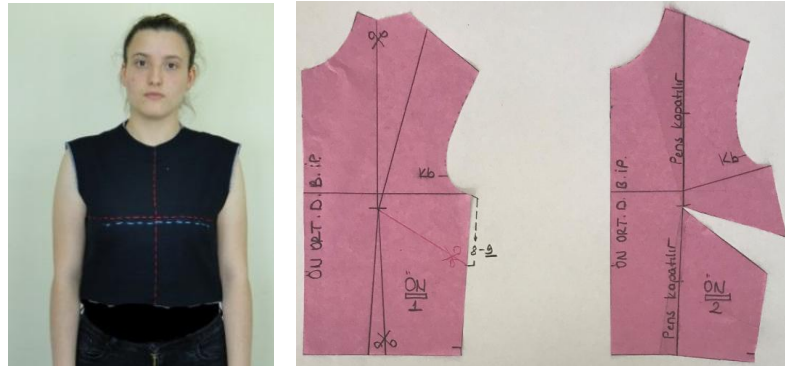 ÖN ORT. D. B. İP.
Kb
8-9
1 ÖN
ÖN ORT. D. B. İP.
Pens kapatılır
Kb
Pens kapatılır
2 ÖN